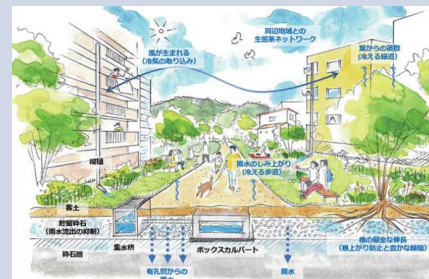 周辺地域との
生態系ネットワーク
風が生まれる
(冷気の取り込み)
葉からの蒸散
(冷える緑道)
縦樋
雨水のしみ上がり
(冷える歩道)
客土
貯留砕石
(雨水流出の抑制)
集水桝
ボックスカルバート
根の健全な伸長
(根上がり防止と豊かな緑陰)
砕石層
有孔管からの
雨水